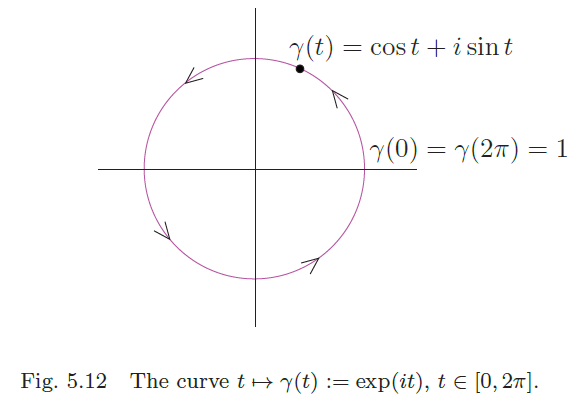 γ(t) = cos t + i sin t
γ(0) = γ(2π) = 1
Fig. 5.12 The curve t ↦ γ(t) := exp(it), t ∈ [0, 2π].